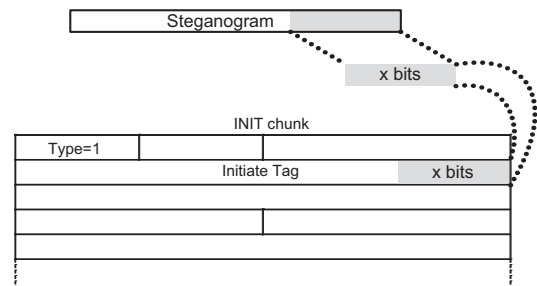 Steganogram
x bits
INIT chunk
Type=1
Initiate Tag x bits